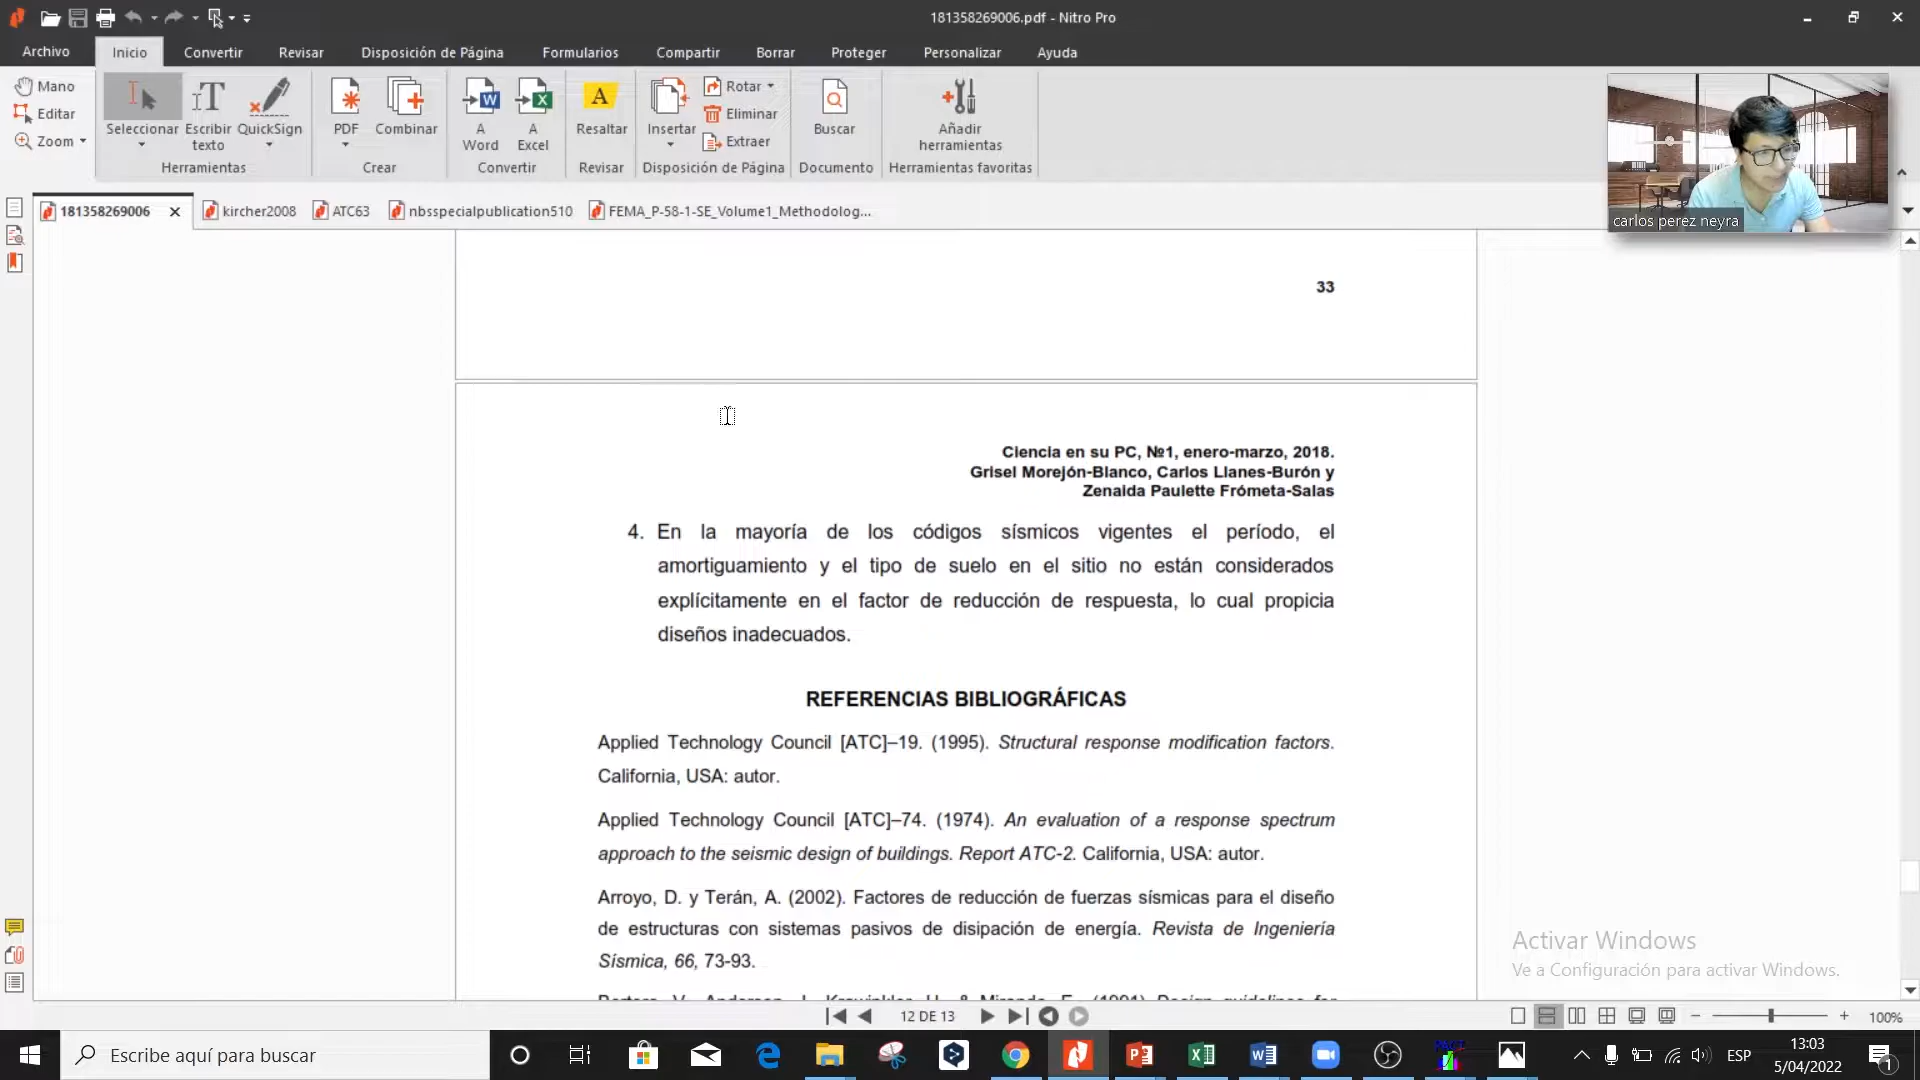 181358269006.pdf - Nitro Pro
Archivo Inicio Convertir Revisar Disposición de Página Formularios Compartir Borrar Proteger Personalizar Ayuda
Mano
Editar
Zoom
Seleccionar
Escribir texto
QuickSign
Herramientas
PDF
Combinar
Crear
A Word
A Excel
Convertir
Resaltar
Revisar
Insertar
Rotar
Eliminar
Extraer
Disposición de Página
Buscar
Documento
Añadir herramientas
Herramientas favoritas
carlos perez neyra
181358269006 kircher2008 ATC63 nbsspecialpublication510 FEMA_P-58-1-SE_Volume1_Methodolog...
33
Ciencia en su PC, №1, enero-marzo, 2018.
Grisel Morejón-Blanco, Carlos Llanes-Burón y
Zenaida Paulette Frómeta-Salas
4. En la mayoría de los códigos sísmicos vigentes el período, el
amortiguamiento y el tipo de suelo en el sitio no están considerados
explícitamente en el factor de reducción de respuesta, lo cual propicia
diseños inadecuados.
REFERENCIAS BIBLIOGRÁFICAS
Applied Technology Council [ATC]–19. (1995). Structural response modification factors.
California, USA: autor.
Applied Technology Council [ATC]–74. (1974). An evaluation of a response spectrum
approach to the seismic design of buildings. Report ATC-2. California, USA: autor.
Arroyo, D. y Terán, A. (2002). Factores de reducción de fuerzas sísmicas para el diseño
de estructuras con sistemas pasivos de disipación de energía. Revista de Ingeniería
Sísmica, 66, 73-93.
Activar Windows
Ve a Configuración para activar Windows.
12 DE 13
100%
Escribe aquí para buscar
ESP
13:03
5/04/2022